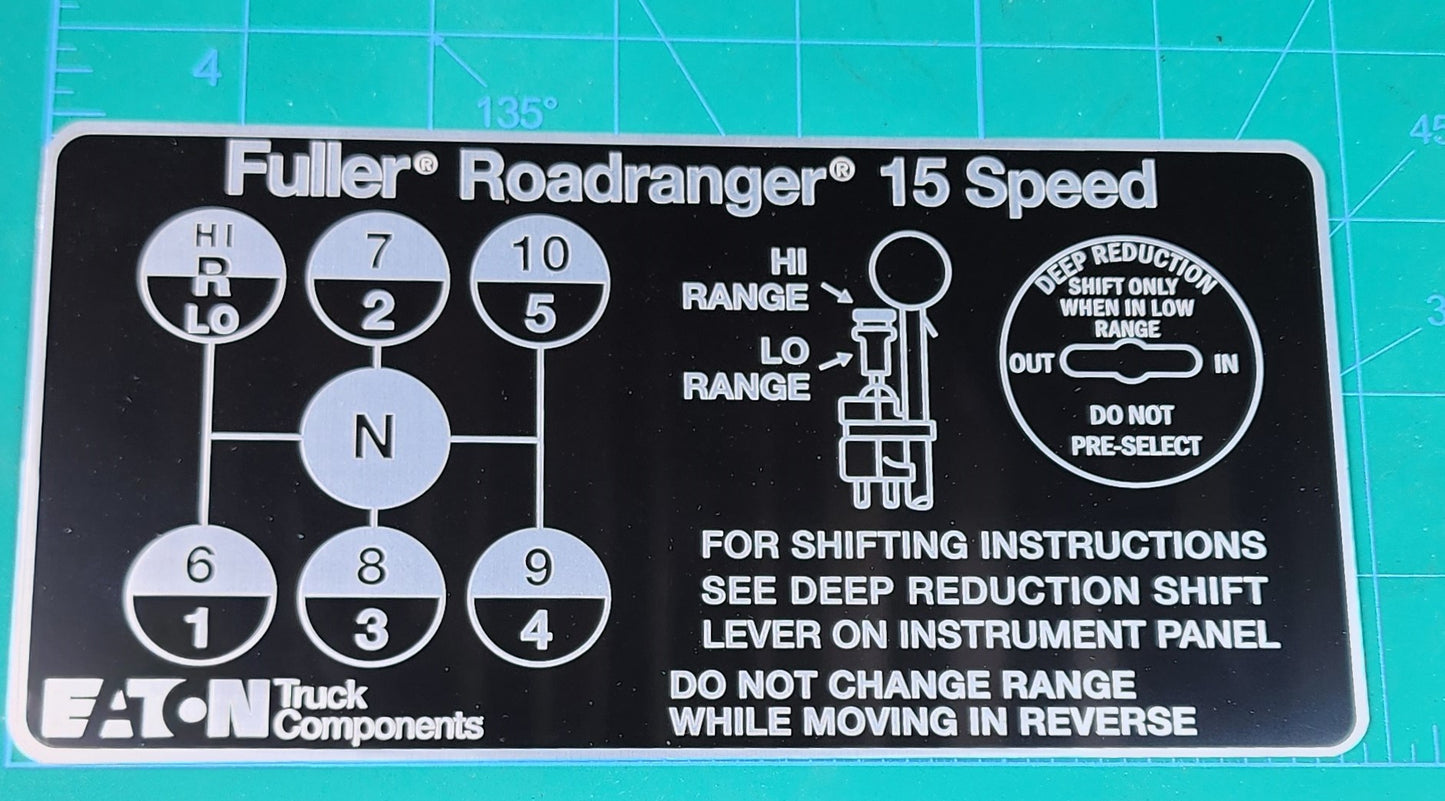 4
135°
45
3
Fuller® Roadranger® 15 Speed
HI
R
LO
7
2
10
5
N
6
1
8
3
9
4
HI
RANGE
LO
RANGE
DEEP REDUCTION
SHIFT ONLY
WHEN IN LOW
RANGE
OUT
IN
DO NOT
PRE-SELECT
FOR SHIFTING INSTRUCTIONS
SEE DEEP REDUCTION SHIFT
LEVER ON INSTRUMENT PANEL
DO NOT CHANGE RANGE
WHILE MOVING IN REVERSE
EATON Truck
Components